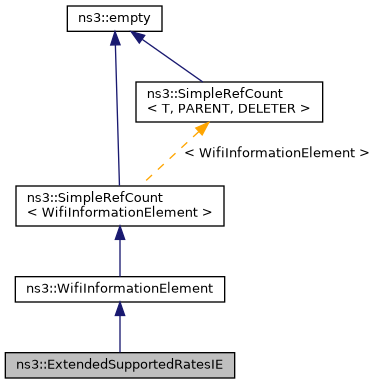 ns3::empty
ns3::SimpleRefCount
< T, PARENT, DELETER >
< WifiInformationElement >
ns3::SimpleRefCount
< WifiInformationElement >
ns3::WifiInformationElement
ns3::ExtendedSupportedRatesIE